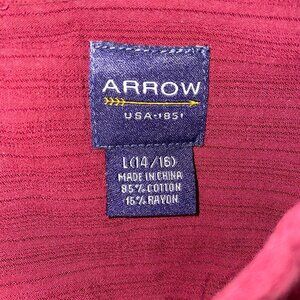 ARROW
USA·1851
L(14/16)
MADE IN CHINA
85% COTTON
15% RAYON